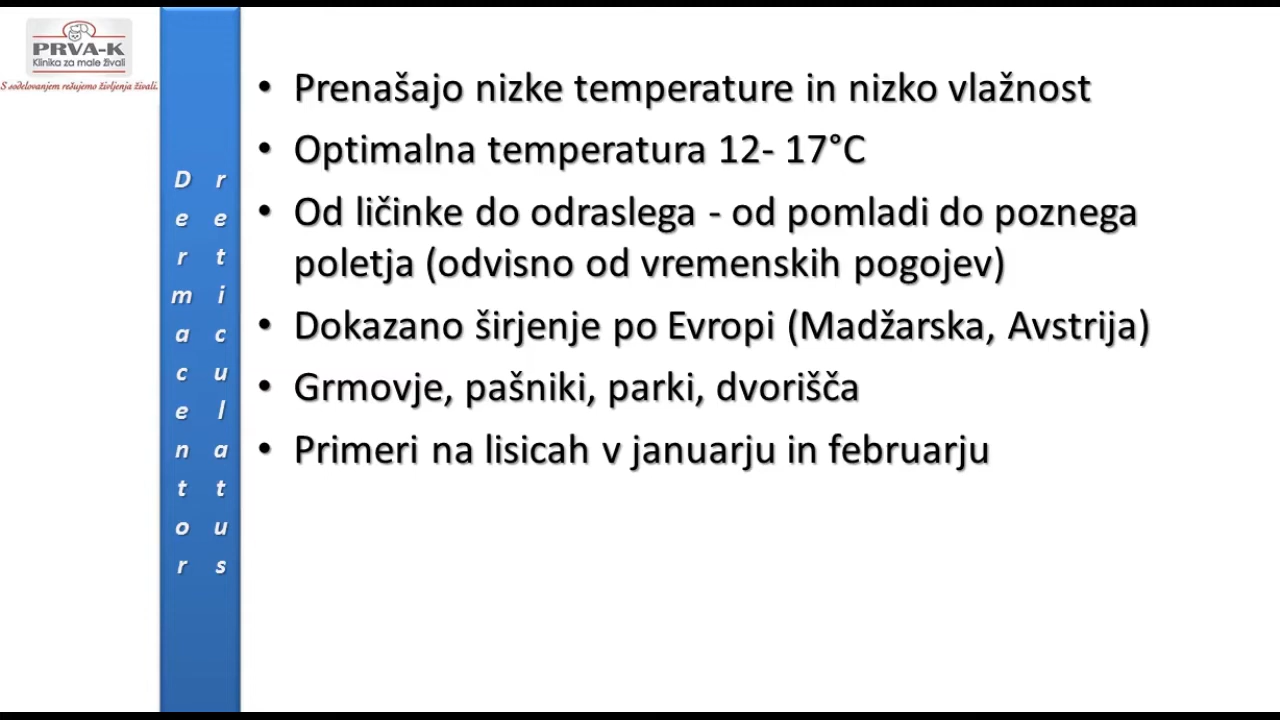 PRVA-K
Klinika za male živali
S sodelovanjem rešujemo življenja živali.
Dermacentor
reticulatus
• Prenašajo nizke temperature in nizko vlažnost
• Optimalna temperatura 12- 17°C
• Od ličinke do odraslega - od pomladi do poznega
poletja (odvisno od vremenskih pogojev)
• Dokazano širjenje po Evropi (Madžarska, Avstrija)
• Grmovje, pašniki, parki, dvorišča
• Primeri na lisicah v januarju in februarju